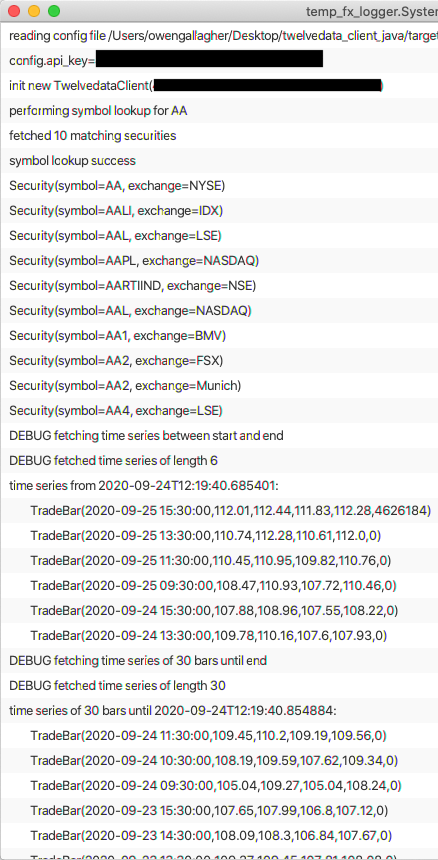 temp_fx_logger.System
reading config file /Users/owengallagher/Desktop/twelvedata_client_java/target
config.api_key=
init new TwelvedataClient( )
performing symbol lookup for AA
fetched 10 matching securities
symbol lookup success
Security(symbol=AA, exchange=NYSE)
Security(symbol=AALI, exchange=IDX)
Security(symbol=AAL, exchange=LSE)
Security(symbol=AAPL, exchange=NASDAQ)
Security(symbol=AARTIIND, exchange=NSE)
Security(symbol=AAL, exchange=NASDAQ)
Security(symbol=AA1, exchange=BMV)
Security(symbol=AA2, exchange=FSX)
Security(symbol=AA2, exchange=Munich)
Security(symbol=AA4, exchange=LSE)
DEBUG fetching time series between start and end
DEBUG fetched time series of length 6
time series from 2020-09-24T12:19:40.685401:
TradeBar(2020-09-25 15:30:00,112.01,112.44,111.83,112.28,4626184)
TradeBar(2020-09-25 13:30:00,110.74,112.28,110.61,112.0,0)
TradeBar(2020-09-25 11:30:00,110.45,110.95,109.82,110.76,0)
TradeBar(2020-09-25 09:30:00,108.47,110.93,107.72,110.46,0)
TradeBar(2020-09-24 15:30:00,107.88,108.96,107.55,108.22,0)
TradeBar(2020-09-24 13:30:00,109.78,110.16,107.6,107.93,0)
DEBUG fetching time series of 30 bars until end
DEBUG fetched time series of length 30
time series of 30 bars until 2020-09-24T12:19:40.854884:
TradeBar(2020-09-24 11:30:00,109.45,110.2,109.19,109.56,0)
TradeBar(2020-09-24 10:30:00,108.19,109.59,107.62,109.34,0)
TradeBar(2020-09-24 09:30:00,105.04,109.27,105.04,108.24,0)
TradeBar(2020-09-23 15:30:00,107.65,107.99,106.8,107.12,0)
TradeBar(2020-09-23 14:30:00,108.09,108.3,106.84,107.67,0)